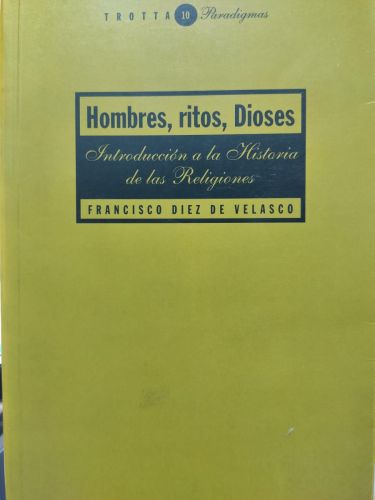 TROTTA 10 Paradigmas
Hombres, ritos, Dioses
Introducción a la Historia
de las Religiones
FRANCISCO DIEZ DE VELASCO